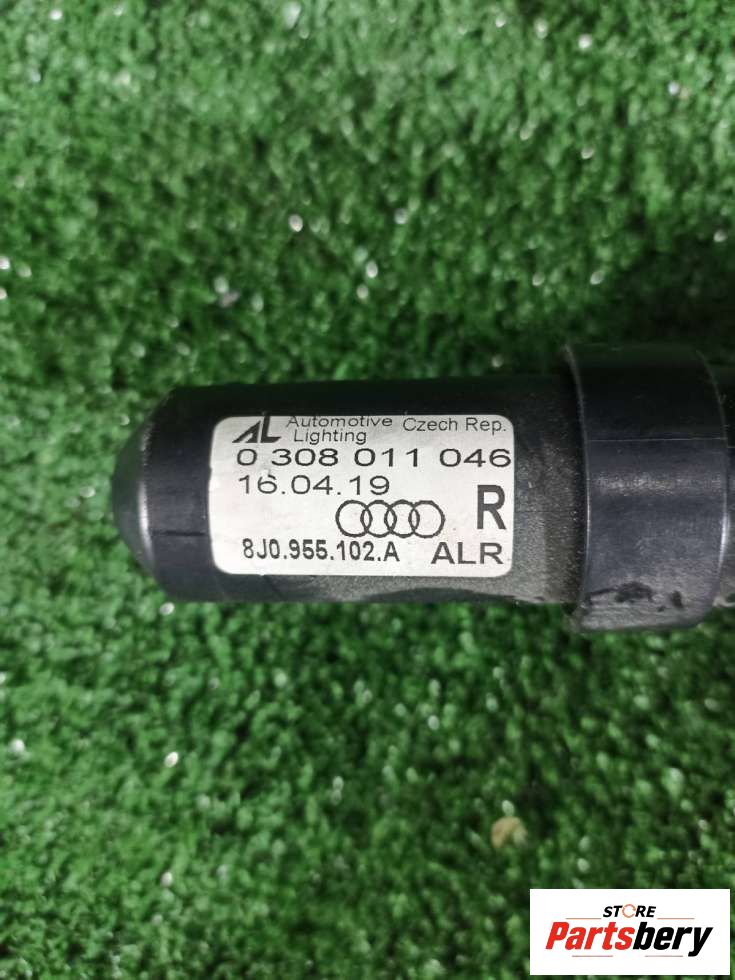 AL Automotive Lighting Czech Rep.
0 308 011 046
16.04.19
R
8J0.955.102.A ALR
STORE
Partsbery